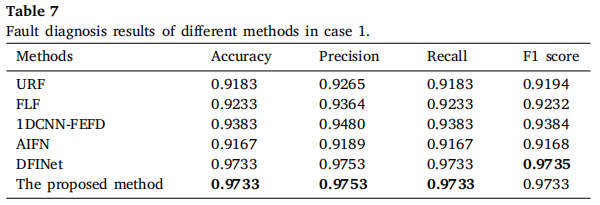 Table 7
Fault diagnosis results of different methods in case 1.
Methods Accuracy Precision Recall F1 score
URF 0.9183 0.9265 0.9183 0.9194
FLF 0.9233 0.9364 0.9233 0.9232
1DCNN-FEFD 0.9383 0.9480 0.9383 0.9384
AIFN 0.9167 0.9189 0.9167 0.9168
DFINet 0.9733 0.9753 0.9733 0.9735
The proposed method 0.9733 0.9753 0.9733 0.9733